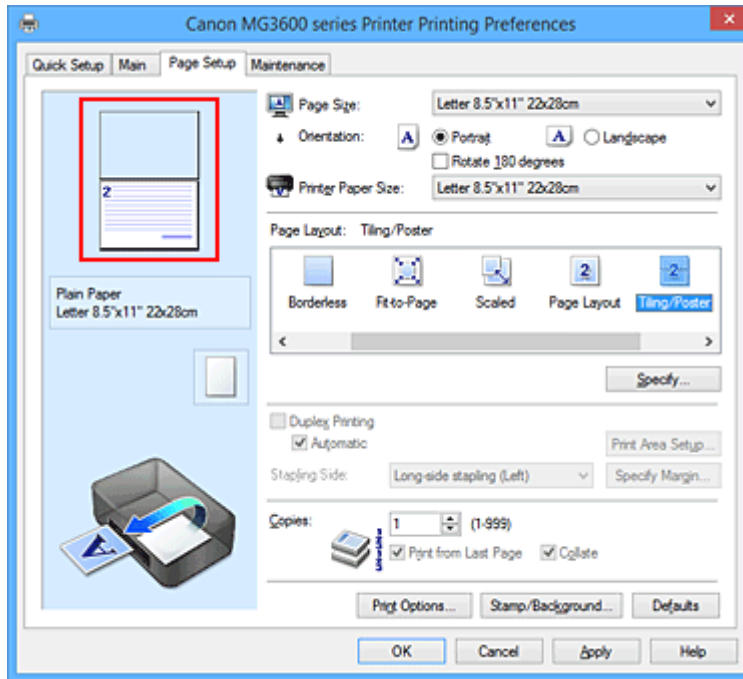 Canon MG3600 series Printer Printing Preferences
Quick Setup Main Page Setup Maintenance
2
Plain Paper
Letter 8.5"x11" 22x28cm
Page Size: Letter 8.5"x11" 22x28cm
Orientation: A Portrait A Landscape
Rotate 180 degrees
Printer Paper Size: Letter 8.5"x11" 22x28cm
Page Layout: Tiling/Poster
2 2
Borderless Fit-to-Page Scaled Page Layout Tiling/Poster
Specify...
Duplex Printing
Automatic Print Area Setup...
Stapling Side: Long-side stapling (Left) Specify Margin...
Copies: 1 (1-999)
Print from Last Page Collate
A
Print Options... Stamp/Background... Defaults
OK Cancel Apply Help